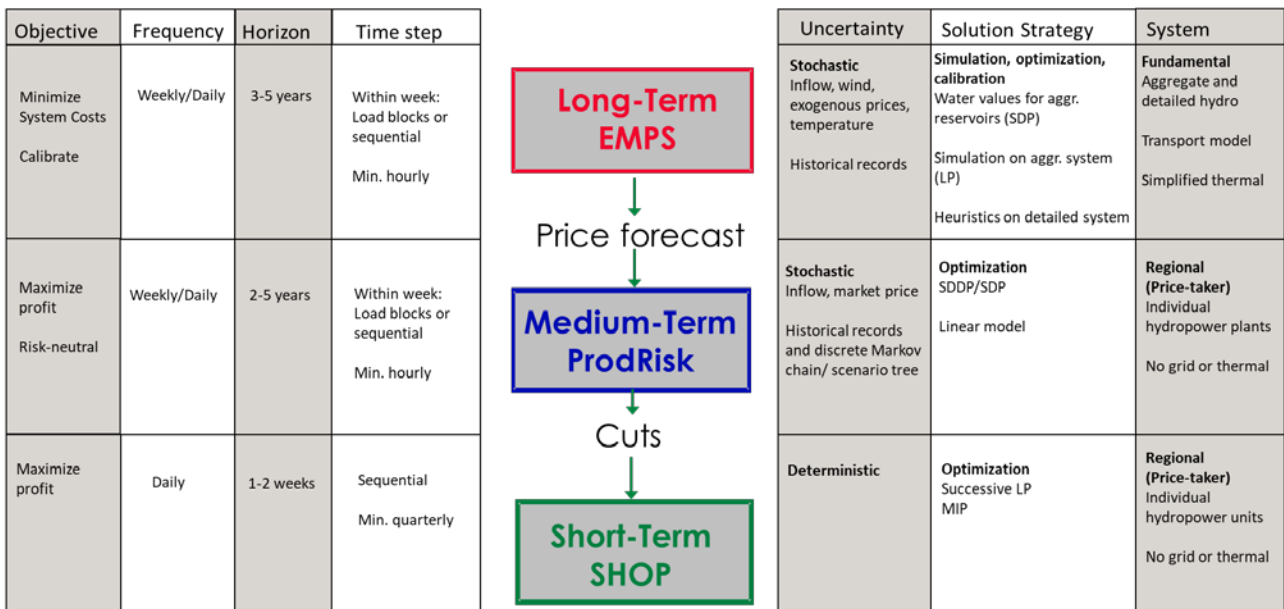 Objective
Frequency
Horizon
Time step
Minimize
System Costs
Calibrate
Weekly/Daily
3-5 years
Within week:
Load blocks or
sequential
Min. hourly
Maximize
profit
Risk-neutral
Weekly/Daily
2-5 years
Within week:
Load blocks or
sequential
Min. hourly
Maximize
profit
Daily
1-2 weeks
Sequential
Min. quarterly
Long-Term
EMPS
Price forecast
Medium-Term
ProdRisk
Cuts
Short-Term
SHOP
Uncertainty
Solution Strategy
System
Stochastic
Inflow, wind,
exogenous prices,
temperature
Historical records
Simulation, optimization,
calibration
Water values for aggr.
reservoirs (SDP)
Simulation on aggr. system
(LP)
Heuristics on detailed system
Fundamental
Aggregate and
detailed hydro
Transport model
Simplified thermal
Stochastic
Inflow, market price
Historical records
and discrete Markov
chain/ scenario tree
Optimization
SDDP/SDP
Linear model
Regional
(Price-taker)
Individual
hydropower plants
No grid or thermal
Deterministic
Optimization
Successive LP
MIP
Regional
(Price-taker)
Individual
hydropower units
No grid or thermal